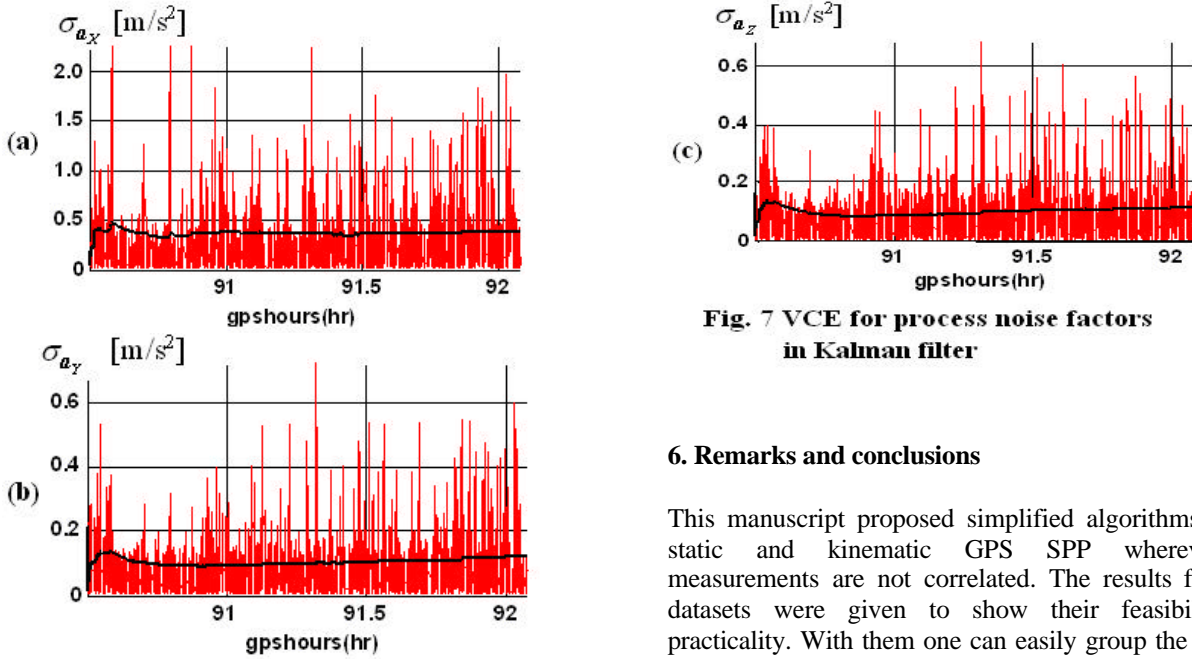 σaX [m/s²]
2.0
1.5
(a)
1.0
0.5
0
91 91.5 92
gpshours(hr)
σaY [m/s²]
0.6
0.4
(b)
0.2
0
91 91.5 92
gpshours(hr)
σaZ [m/s²]
0.6
0.4
(c)
0.2
0
91 91.5 92
gpshours(hr)
Fig. 7 VCE for process noise factors
in Kalman filter
6. Remarks and conclusions
This manuscript proposed simplified algorithms
static and kinematic GPS SPP wherev
measurements are not correlated. The results f
datasets were given to show their feasibi
practicality. With them one can easily group the